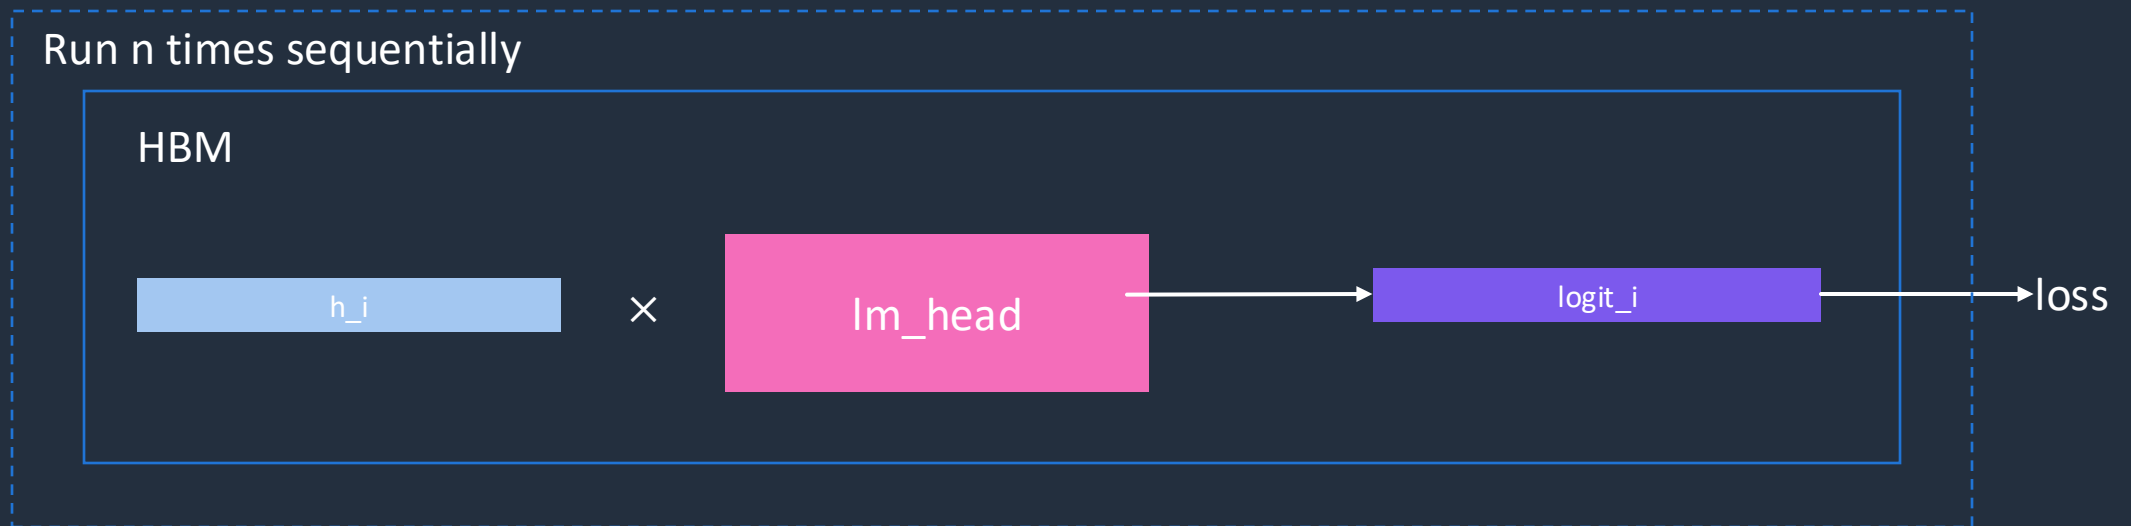 Run n times sequentially
HBM
h_i
×
lm_head
logit_i
loss